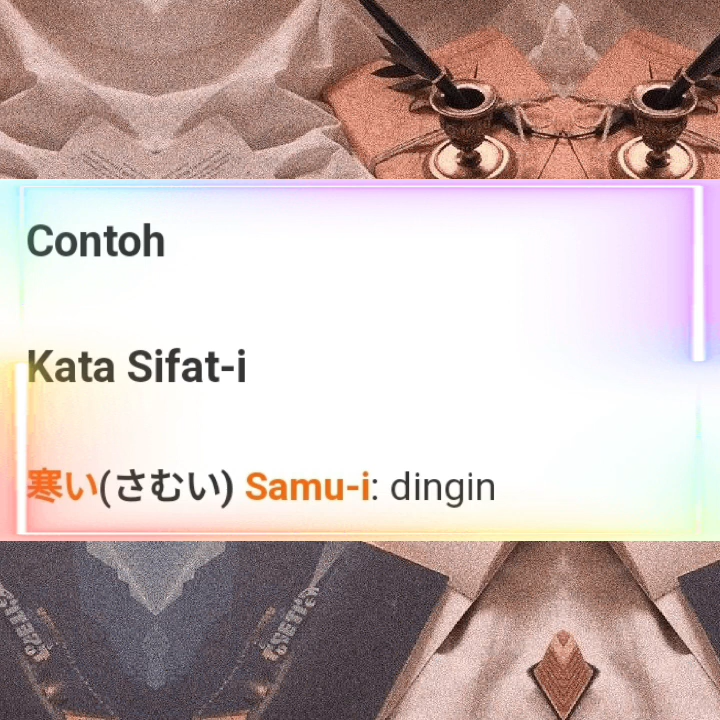 Contoh
Kata Sifat-i
寒い(さむい) Samu-i: dingin